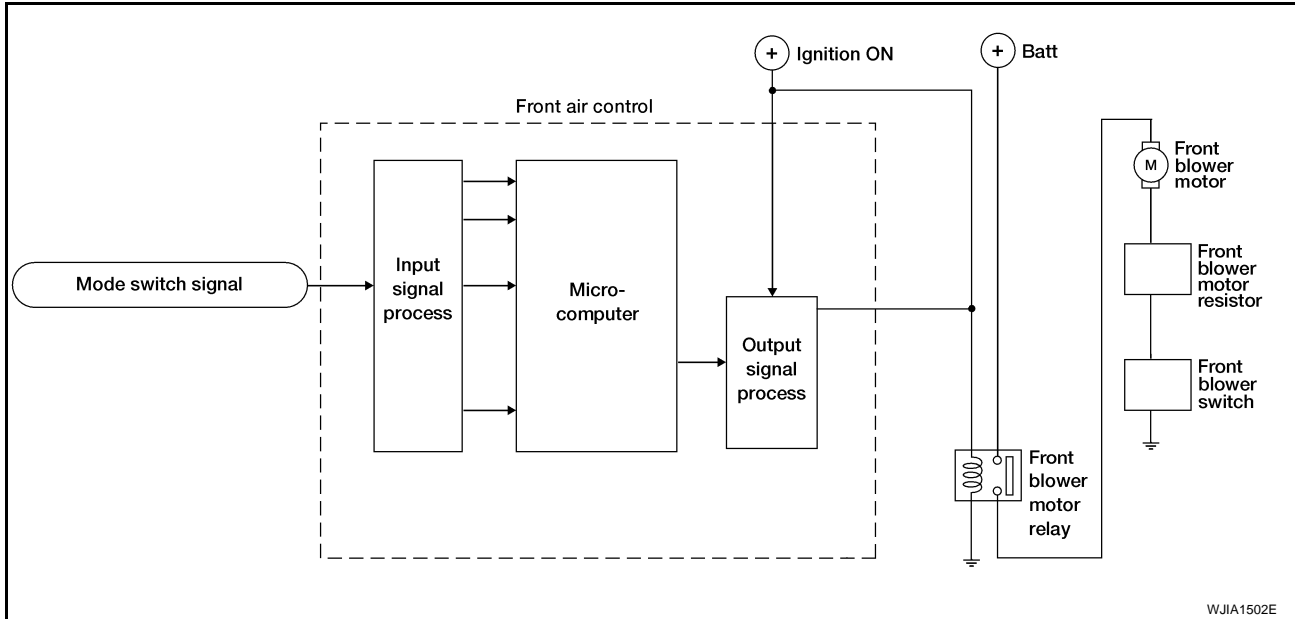 + Ignition ON
+ Batt
Front air control
Front
blower
motor
M
Mode switch signal
Input
signal
process
Micro-
computer
Output
signal
process
Front
blower
motor
resistor
Front
blower
switch
Front
blower
motor
relay
WJIA1502E